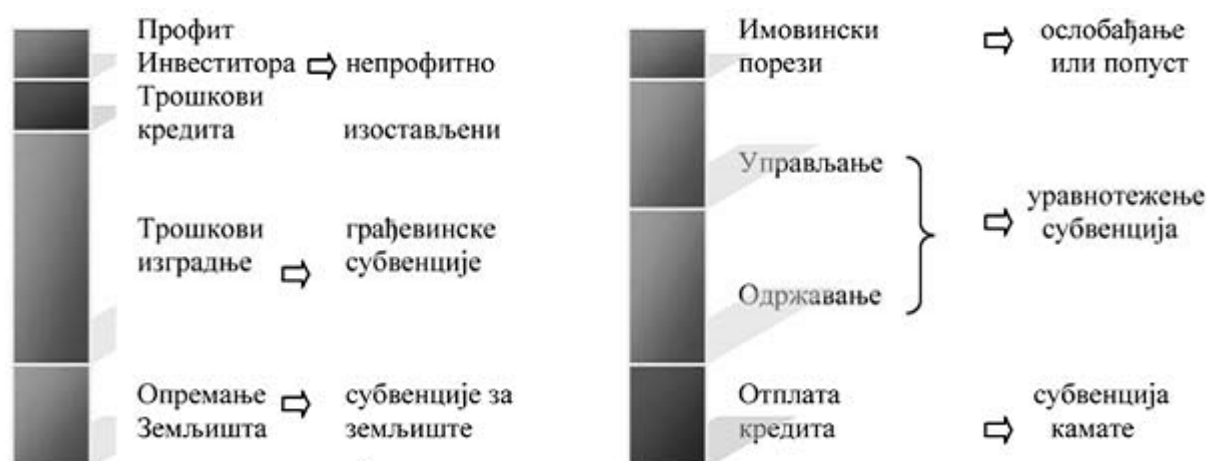 Профит
Инвеститора непрофитно
Трошкови
кредита изостављени
Трошкови грађевинске
изградње субвенције
Опремање субвенције за
Земљишта земљиште
Имовински ослобађање
порези или попуст
Управљање
уравнотежење
субвенција
Одржавање
Отплата субвенција
кредита камате